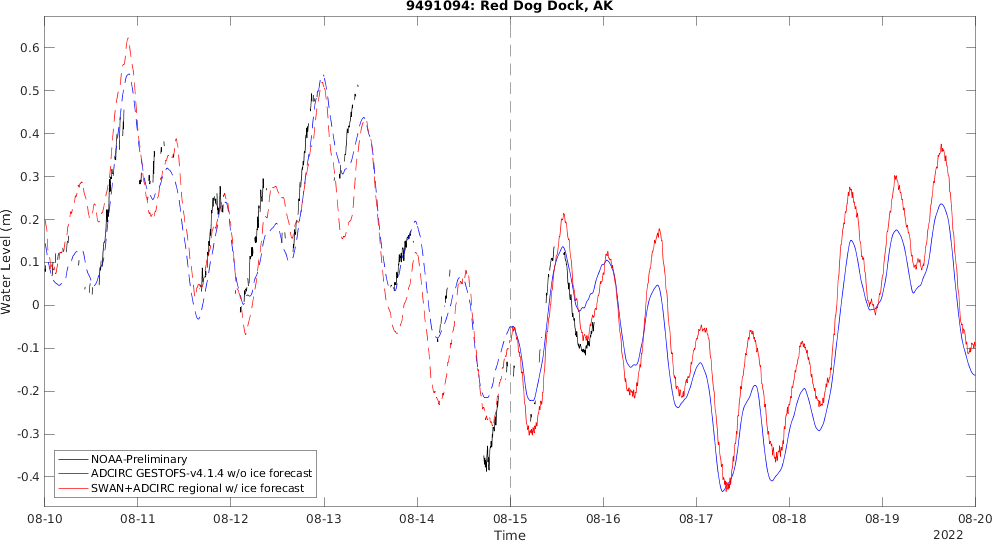 9491094: Red Dog Dock, AK
0.6
0.5
0.4
0.3
0.2
0.1
0
-0.1
-0.2
-0.3
-0.4
Water Level (m)
NOAA-Preliminary
ADCIRC GESTOFS-v4.1.4 w/o ice forecast
SWAN+ADCIRC regional w/ ice forecast
08-10 08-11 08-12 08-13 08-14 08-15 08-16 08-17 08-18 08-19 08-20
Time
2022